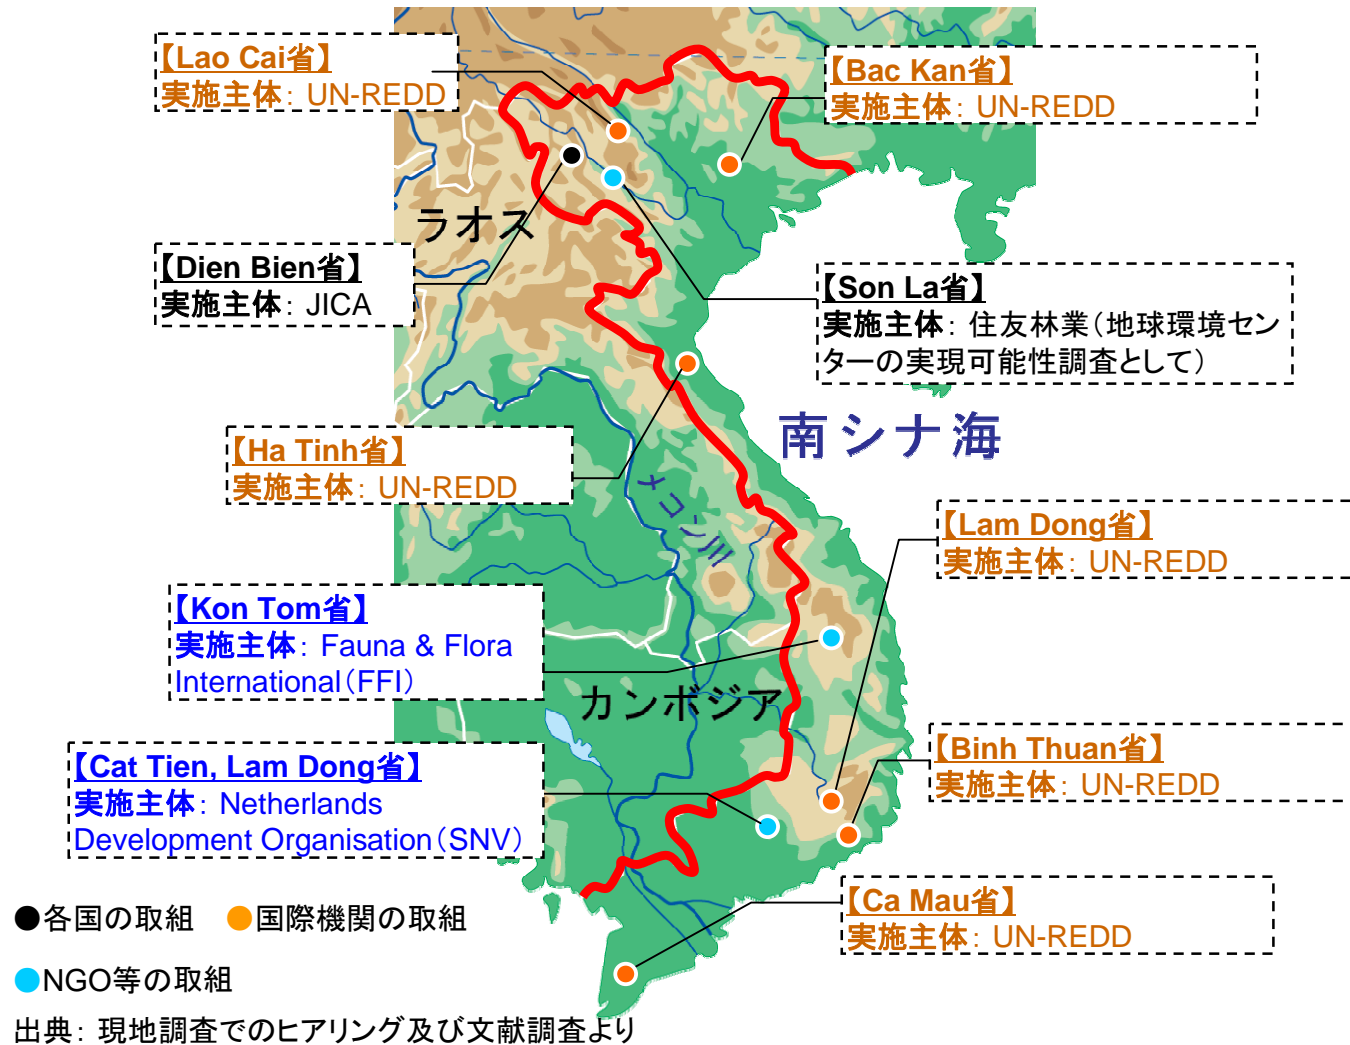 【Lao Cai省】
実施主体： UN-REDD
【Bac Kan省】
実施主体： UN-REDD
ラオス
【Dien Bien省】
実施主体： JICA
【Son La省】
実施主体： 住友林業（地球環境セン
ターの実現可能性調査として）
南シナ海
【Ha Tinh省】
実施主体： UN-REDD
メコン川
【Lam Dong省】
実施主体： UN-REDD
【Kon Tom省】
実施主体： Fauna & Flora
International（FFI）
カンボジア
【Binh Thuan省】
実施主体： UN-REDD
【Cat Tien, Lam Dong省】
実施主体： Netherlands
Development Organisation（SNV）
【Ca Mau省】
実施主体： UN-REDD
●各国の取組 ●国際機関の取組
●NGO等の取組
出典： 現地調査でのヒアリング及び文献調査より